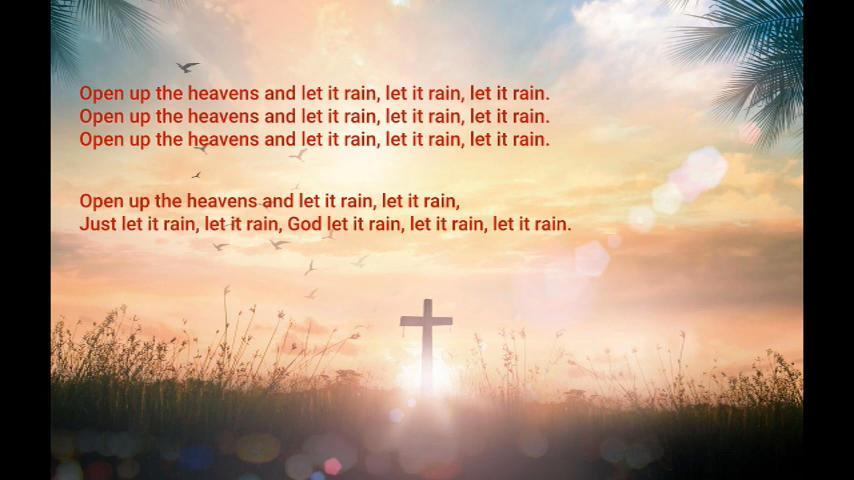 Open up the heavens and let it rain, let it rain, let it rain.
Open up the heavens and let it rain, let it rain, let it rain.
Open up the heavens and let it rain, let it rain, let it rain.
Open up the heavens and let it rain, let it rain,
Just let it rain, let it rain, God let it rain, let it rain, let it rain.